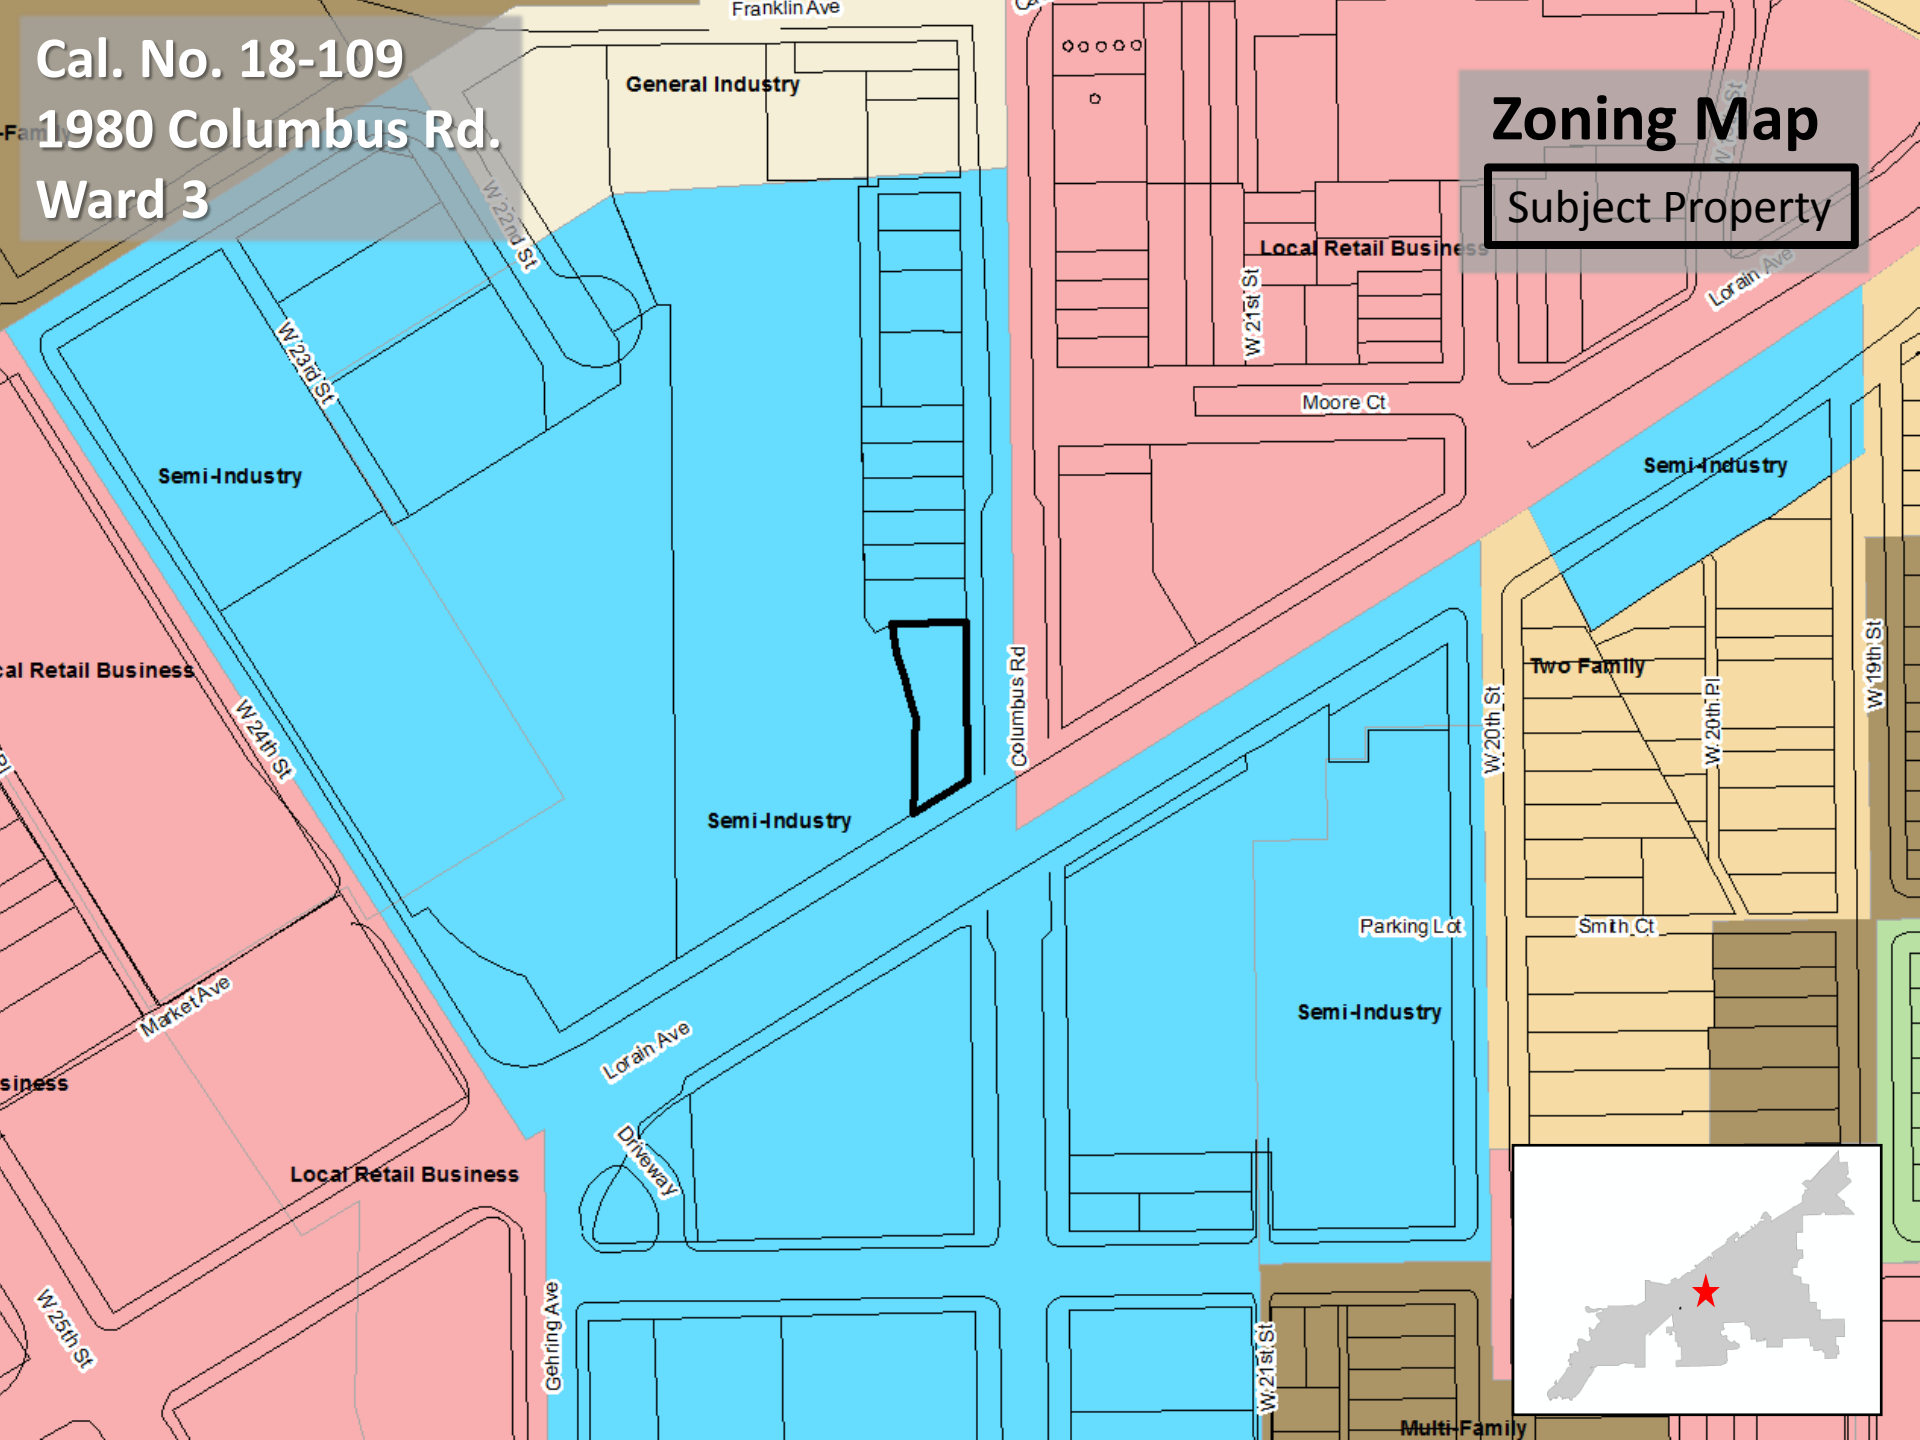 Cal. No. 18-109
1980 Columbus Rd.
Ward 3
Zoning Map
Subject Property
Franklin Ave
General Industry
-Family
W 22nd St
Local Retail Business
W 21st St
Lorain Ave
W 23rd St
Moore Ct
Semi-Industry
Semi-Industry
cal Retail Business
Columbus Rd
Two Family
W 19th St
W 20th St
W 20th Pl
W 24th St
Pl
Semi-Industry
Parking Lot
Smith Ct
Market Ave
Semi-Industry
Lorain Ave
siness
Driveway
Local Retail Business
W 25th St
Gehring Ave
W 21st St
Multi-Family